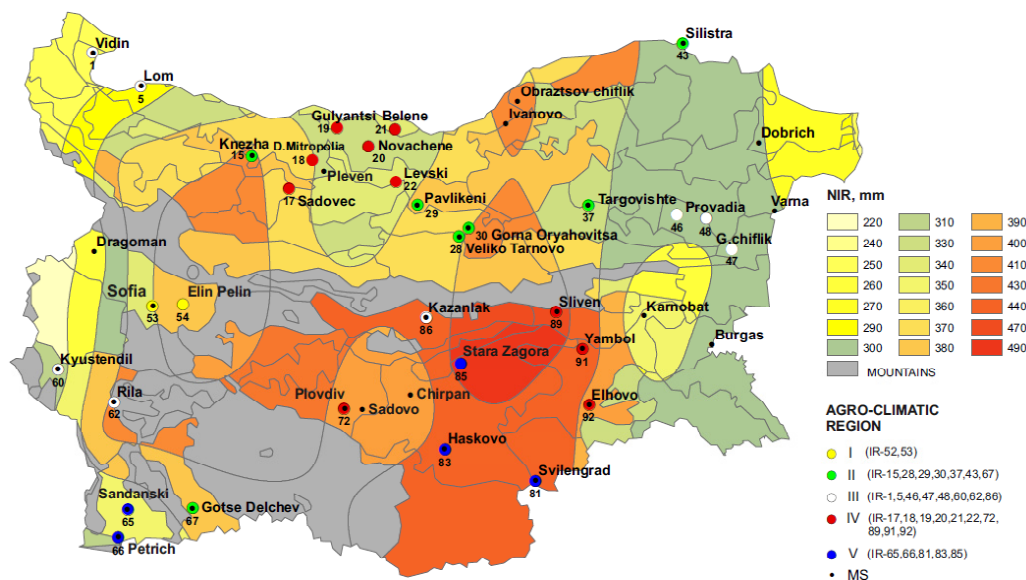 Vidin
1
Lom
5
Silistra
43
Obraztsov chiflik
Ivanovo
Gulyantsi
19
Belene
21
Dobrich
Knezha
15
D.Mitropolia
18
Novachene
20
Pleven
Levski
22
17
Sadovec
Pavlikeni
29
Targovishte
37
Provadia
46
48
Varna
30
Gorna Oryahovitsa
28
Veliko Tarnovo
G.chiflik
47
Dragoman
Sofia
53
Elin Pelin
54
Kazanlak
86
Sliven
89
Karnobat
Yambol
91
Burgas
Stara Zagora
85
Kyustendil
60
Rila
62
Plovdiv
72
Sadovo
Chirpan
Elhovo
92
Haskovo
83
Svilengrad
81
Sandanski
65
Gotse Delchev
67
66
Petrich
NIR, mm
220 310 390
240 330 400
250 340 410
260 350 430
270 360 440
290 370 470
300 380 490
MOUNTAINS
AGRO-CLIMATIC
REGION
I (IR-52,53)
II (IR-15,28,29,30,37,43,67)
III (IR-1,5,46,47,48,60,62,86)
IV (IR-17,18,19,20,21,22,72,
89,91,92)
V (IR-65,66,81,83,85)
MS